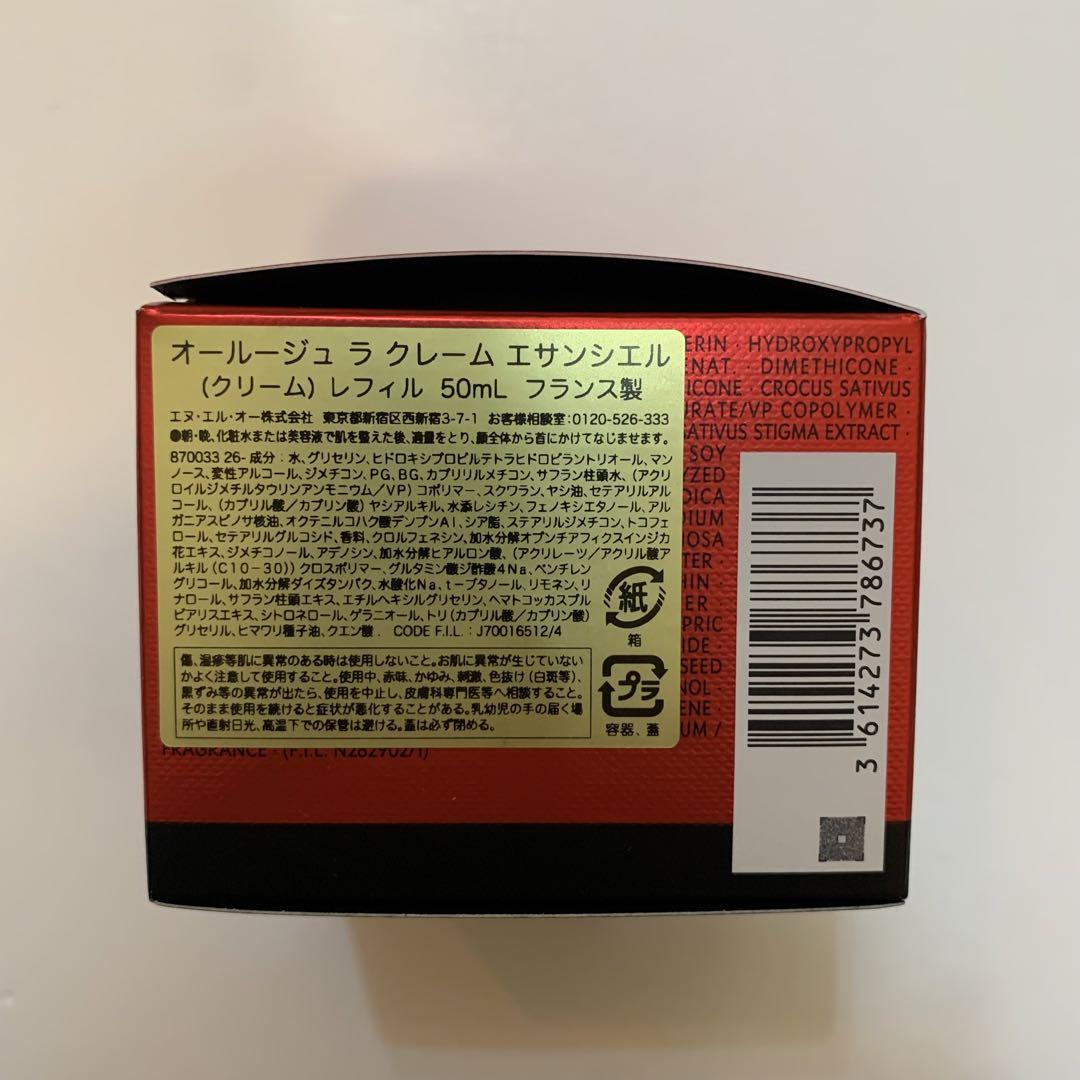 オールージュ ラ クレーム エサンシエル
(クリーム) レフィル 50mL フランス製
エヌ・エル・オー株式会社 東京都新宿区西新宿3-7-1 お客様相談室:0120-526-333
●朝・晩、化粧水または美容液で肌を整えた後、適量をとり、顔全体から首にかけてなじませます。
870033 26- 成分: 水、グリセリン、ヒドロキシプロピルテトラヒドロピラントリオール、マン
ノース、変性アルコール、ジメチコン、PG、BG、カプリリルメチコン、サフラン柱頭水、(アクリ
ロイルジメチルタウリンアンモニウム/VP)コポリマー、スクワラン、ヤシ油、セテアリルアル
コール、(カプリル酸/カプリン酸)ヤシアルキル、水添レシチン、フェノキシエタノール、アル
ガニアスピノサ核油、オクテニルコハク酸デンプンAl、シア脂、ステアリルジメチコン、トコフェ
ロール、セテアリルグルコシド、香料、クロルフェネシン、加水分解オプンチアフィクスインジカ
花エキス、ジメチコノール、アデノシン、加水分解ヒアルロン酸、(アクリレーツ/アクリル酸ア
ルキル(C10-30))クロスポリマー、グルタミン酸ジ酢酸4Na、ペンチレン
グリコール、加水分解ダイズタンパク、水酸化Na、t-ブタノール、リモネン、リ
ナロール、サフラン柱頭エキス、エチルヘキシルグリセリン、ヘマトコッカスプル
ビアリスエキス、シトロネロール、ゲラニオール、トリ(カプリル酸/カプリン酸)
グリセリル、ヒマワリ種子油、クエン酸. CODE F.I.L.: J70016512/4
紙
箱
プラ
容器、蓋
傷、湿疹等肌に異常のある時は使用しないこと。お肌に異常が生じていない
かよく注意して使用すること。使用中、赤味、かゆみ、刺激、色抜け(白斑等)、
黒ずみ等の異常が出たら、使用を中止し、皮膚科専門医等へ相談すること。
そのまま使用を続けると症状が悪化することがある。乳幼児の手の届く場
所や直射日光、高温下での保管は避ける。蓋は必ず閉める。
ERIN · HYDROXYPROPYL
ENAT. · DIMETHICONE ·
HICONE · CROCUS SATIVUS
URATE/VP COPOLYMER ·
ATIVUS STIGMA EXTRACT ·
SOY
YZED
DICA
DIUM
IOSA
TER ·
HIN ·
ER ·
PRIC
IDE ·
SEED
NOL ·
ENE ·
UM /
FRAGRANCE · (F.I.L. N282902/1)
3 614273 786737